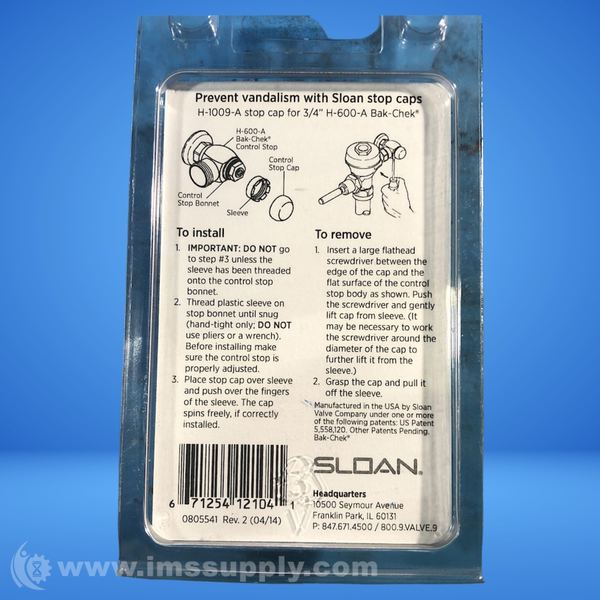 Prevent vandalism with Sloan stop caps
H-1009-A stop cap for 3/4" H-600-A Bak-Chek®
H-600-A
Bak-Chek®
Control Stop
Control
Stop Cap
Control
Stop Bonnet
Sleeve
To install
1. IMPORTANT: DO NOT go
to step #3 unless the
sleeve has been threaded
onto the control stop
bonnet.
2. Thread plastic sleeve on
stop bonnet until snug
(hand-tight only; DO NOT
use pliers or a wrench).
Before installing make
sure the control stop is
properly adjusted.
3. Place stop cap over sleeve
and push over the fingers
of the sleeve. The cap
spins freely, if correctly
installed.
To remove
1. Insert a large flathead
screwdriver between the
edge of the cap and the
flat surface of the control
stop body as shown. Push
the screwdriver and gently
lift cap from sleeve. (It
may be necessary to work
the screwdriver around the
diameter of the cap to
further lift it from the
sleeve.)
2. Grasp the cap and pull it
off the sleeve.
Manufactured in the USA by Sloan
Valve Company under one or more
of the following patents: US Patent
5,558,120. Other Patents Pending.
Bak-Chek®
SLOAN®
6 71254 12104 1
0805541 Rev. 2 (04/14)
Headquarters
10500 Seymour Avenue
Franklin Park, IL 60131
P: 847.671.4500 / 800.9.VALVE.9
www.imssupply.com